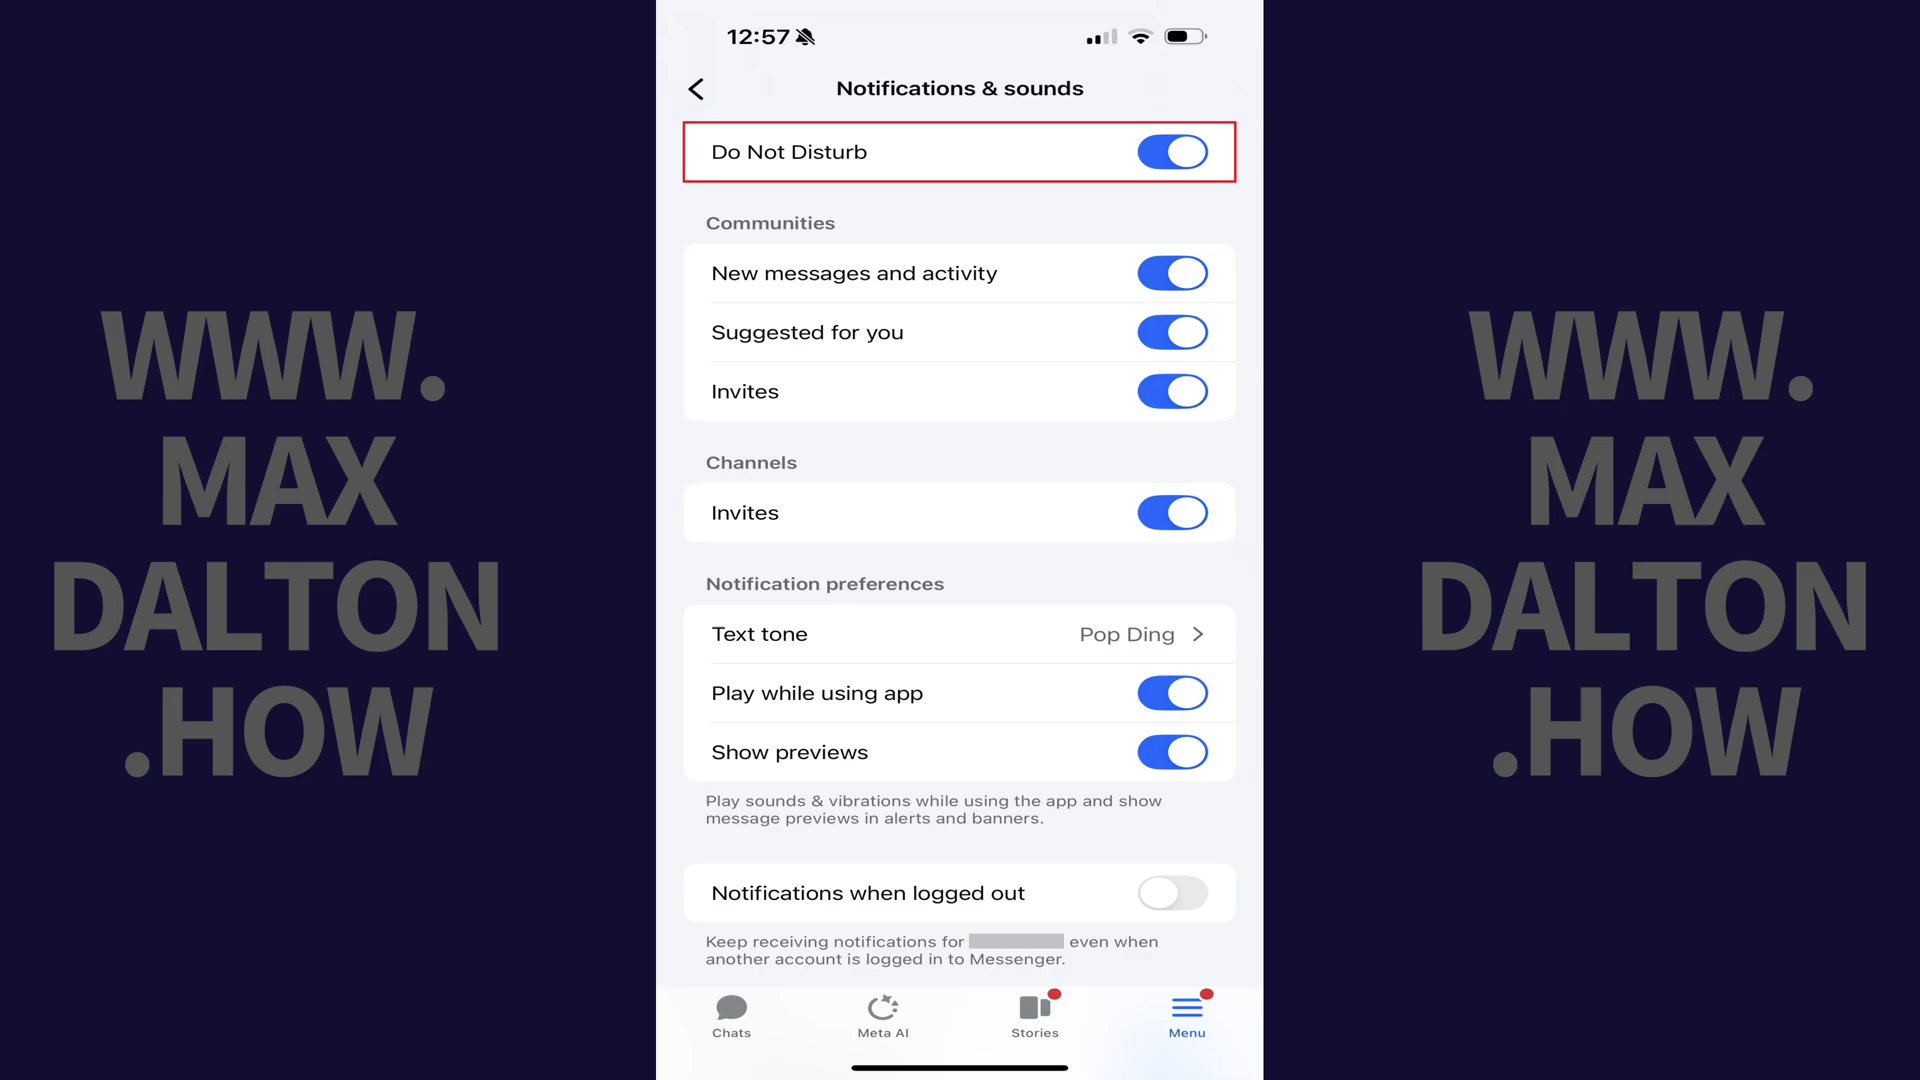 WWW.
MAX
DALTON
.HOW
12:57
Notifications & sounds
Do Not Disturb
Communities
New messages and activity
Suggested for you
Invites
Channels
Invites
Notification preferences
Text tone Pop Ding
Play while using app
Show previews
Play sounds & vibrations while using the app and show
message previews in alerts and banners.
Notifications when logged out
Keep receiving notifications for even when
another account is logged in to Messenger.
Chats Meta AI Stories Menu
WWW.
MAX
DALTON
.HOW